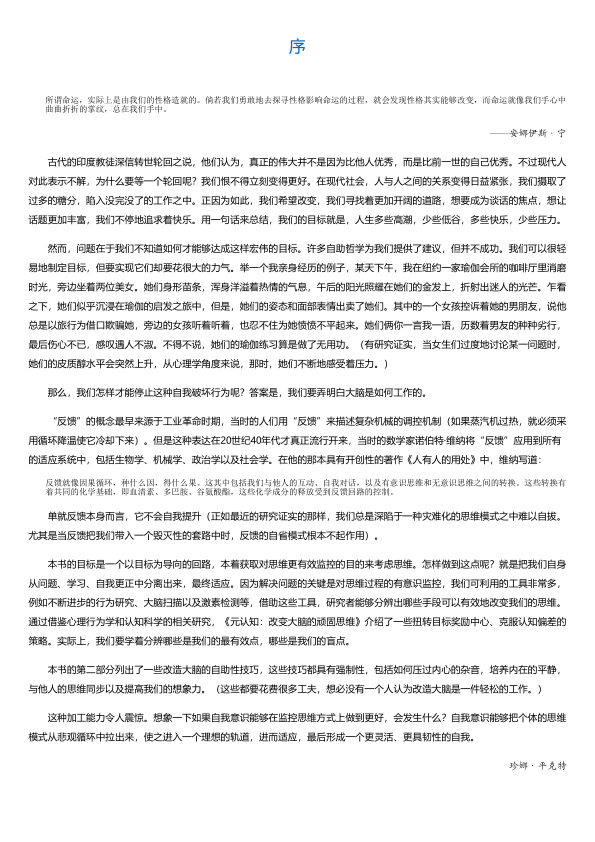 序
所谓命运，实际上是由我们的性格造就的。倘若我们勇敢地去探寻性格影响命运的过程，就会发现性格其实能够改变，而命运就像我们手心中
曲曲折折的掌纹，总在我们手中。
——安娜伊斯·宁
古代的印度教徒深信转世轮回之说，他们认为，真正的伟大并不是因为比他人优秀，而是比前一世的自己优秀。不过现代人
对此表示不解，为什么要等一个轮回呢？我们恨不得立刻变得更好。在现代社会，人与人之间的关系变得日益紧张，我们摄取了
过多的糖分，陷入没完没了的工作之中。正因为如此，我们希望改变，我们寻找着更加开阔的道路，想要成为谈话的焦点，想让
话题更加丰富，我们不停地追求着快乐。用一句话来总结，我们的目标就是，人生多些高潮，少些低谷，多些快乐，少些压力。
然而，问题在于我们不知道如何才能够达成这样宏伟的目标。许多自助哲学为我们提供了建议，但并不成功。我们可以很轻
易地制定目标，但要实现它们却要花很大的力气。举一个我亲身经历的例子，某天下午，我在纽约一家瑜伽会所的咖啡厅里消磨
时光，旁边坐着两位美女。她们身形苗条，浑身洋溢着热情的气息，午后的阳光照耀在她们的金发上，折射出迷人的光芒。乍看
之下，她们似乎沉浸在瑜伽的启发之旅中，但是，她们的姿态和面部表情出卖了她们。其中的一个女孩控诉着她的男朋友，说他
总是以旅行为借口欺骗她，旁边的女孩听着听着，也忍不住为她愤愤不平起来。她们俩你一言我一语，历数着男友的种种劣行，
最后伤心不已，感叹遇人不淑。不得不说，她们的瑜伽练习算是做了无用功。（有研究证实，当女生们过度地讨论某一问题时，
她们的皮质醇水平会突然上升，从心理学角度来说，那时，她们不断地感受着压力。）
那么，我们怎样才能停止这种自我破坏行为呢？答案是，我们要弄明白大脑是如何工作的。
“反馈”的概念最早来源于工业革命时期，当时的人们用“反馈”来描述复杂机械的调控机制（如果蒸汽机过热，就必须采
用循环降温使它冷却下来）。但是这种表达在20世纪40年代才真正流行开来，当时的数学家诺伯特·维纳将“反馈”应用到所有
的适应系统中，包括生物学、机械学、政治学以及社会学。在他的那本具有开创性的著作《人有人的用处》中，维纳写道：
反馈就像因果循环，种什么因，得什么果。这其中包括我们与他人的互动、自我对话，以及有意识思维和无意识思维之间的转换。这些转换有
着共同的化学基础，即血清素、多巴胺、谷氨酸酯，这些化学成分的释放受到反馈回路的控制。
单就反馈本身而言，它不会自我提升（正如最近的研究证实的那样，我们总是深陷于一种灾难化的思维模式之中难以自拔。
尤其是当反馈把我们带入一个毁灭性的套路中时，反馈的自省模式根本不起作用）。
本书的目标是一个以目标为导向的回路，本着获取对思维更有效监控的目的来考虑思维。怎样做到这点呢？就是把我们自身
从问题、学习、自我更正中分离出来，最终适应。因为解决问题的关键是对思维过程的有意识监控，我们可利用的工具非常多，
例如不断进步的行为研究、大脑扫描以及激素检测等，借助这些工具，研究者能够分辨出哪些手段可以有效地改变我们的思维。
通过借鉴心理行为学和认知科学的相关研究，《元认知：改变大脑的顽固思维》介绍了一些扭转目标奖励中心、克服认知偏差的
策略。实际上，我们要学着分辨哪些是我们的最有效点，哪些是我们的盲点。
本书的第二部分列出了一些改造大脑的自助性技巧，这些技巧都具有强制性，包括如何压过内心的杂音，培养内在的平静，
与他人的思维同步以及提高我们的想象力。（这些都要花费很多工夫，想必没有一个人认为改造大脑是一件轻松的工作。）
这种加工能力令人震惊。想象一下如果自我意识能够在监控思维方式上做到更好，会发生什么？自我意识能够把个体的思维
模式从悲观循环中拉出来，使之进入一个理想的轨道，进而适应，最后形成一个更灵活、更具韧性的自我。
珍娜·平克特